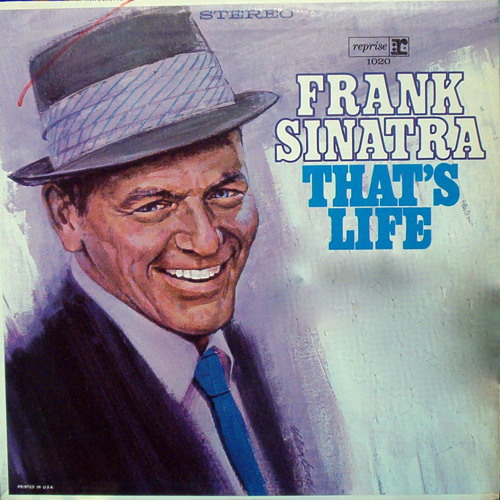 STEREO
reprise
1020
FRANK
SINATRA
THAT'S
LIFE
PRINTED IN U.S.A.